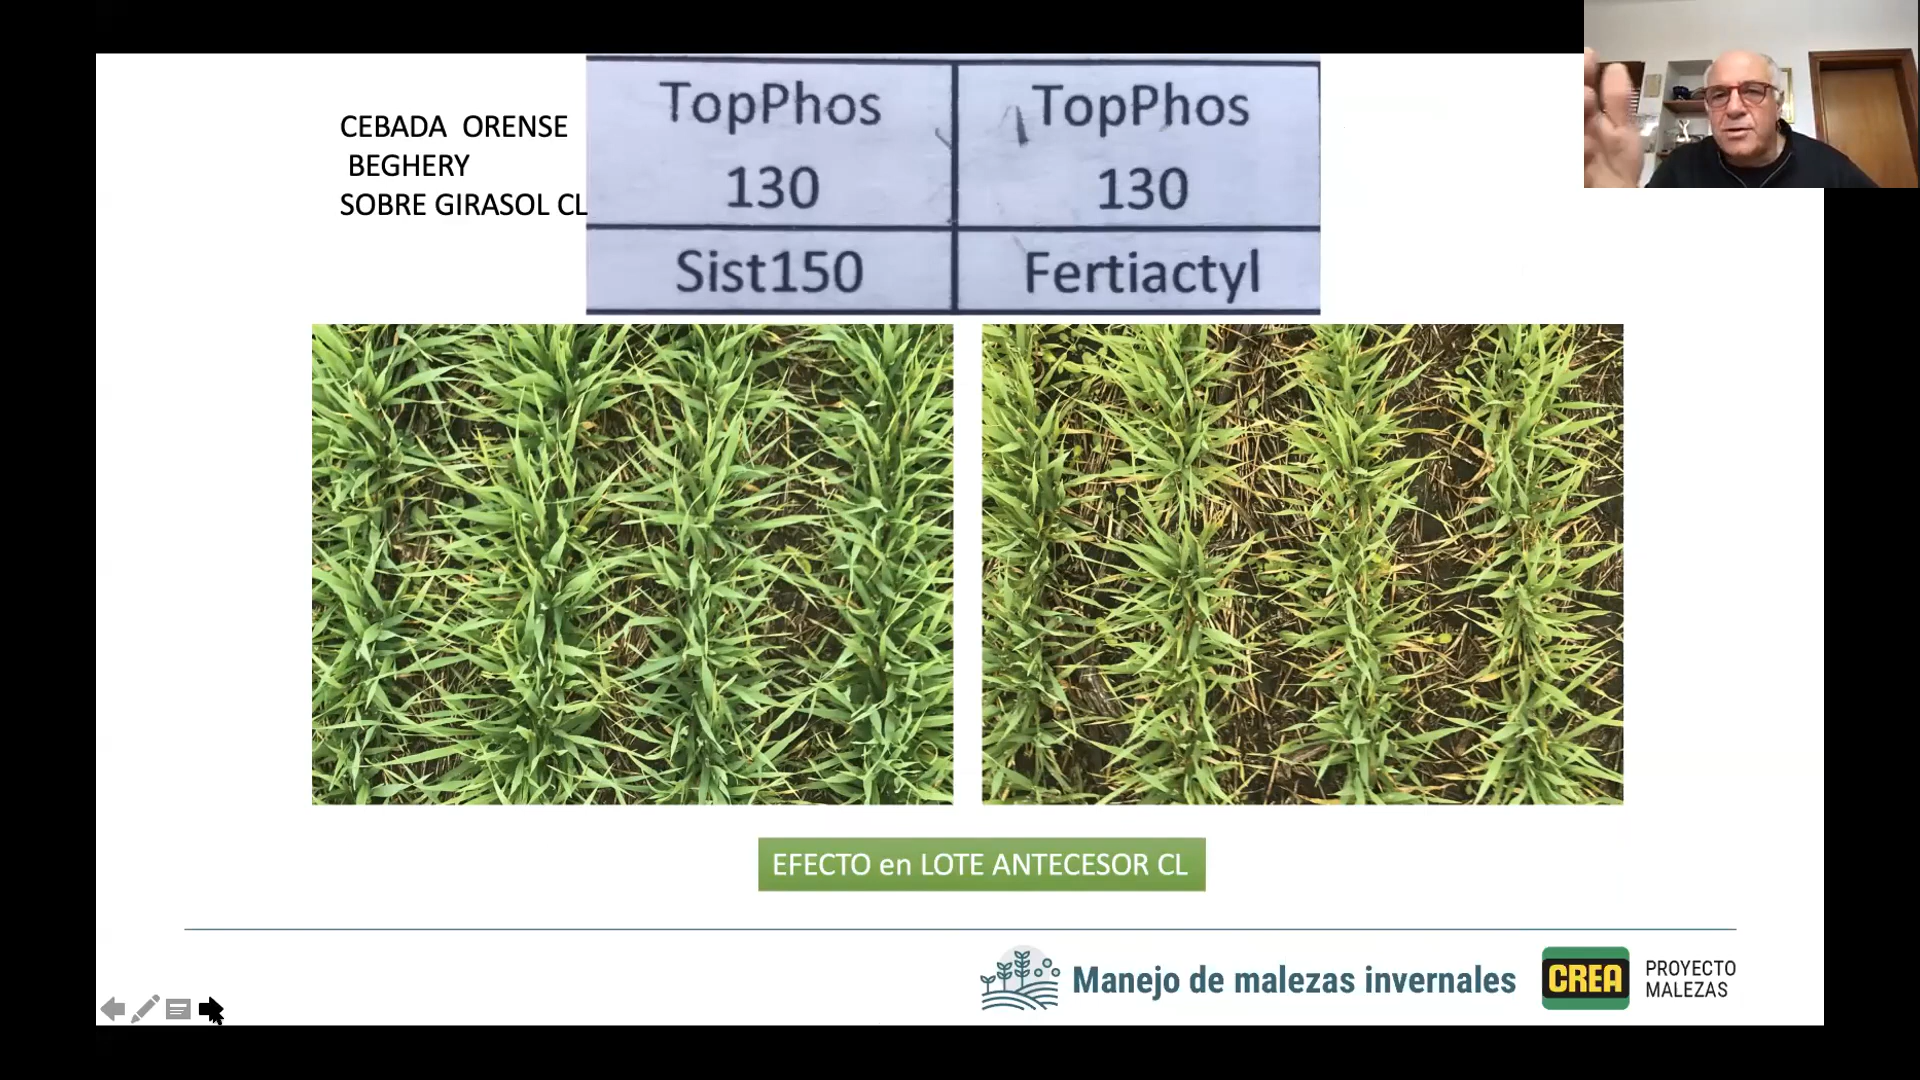 CEBADA ORENSE
BEGHERY
SOBRE GIRASOL CL
TopPhos
130
TopPhos
130
Sist150
Fertiactyl
EFECTO en LOTE ANTECESOR CL
Manejo de malezas invernales
CREA
PROYECTO
MALEZAS